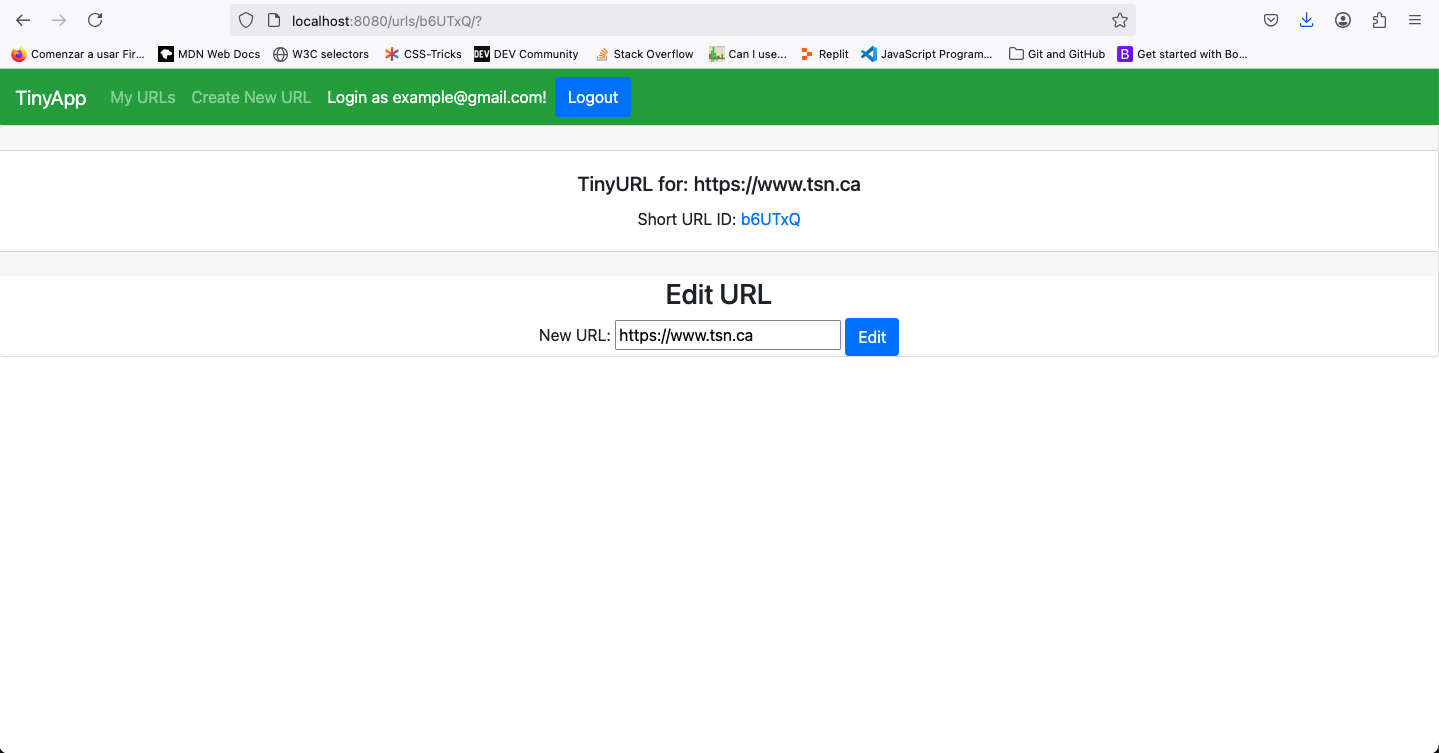 localhost:8080/urls/b6UTxQ/?
Comenzar a usar Fir... MDN Web Docs W3C selectors CSS-Tricks DEV DEV Community Stack Overflow Can I use... Replit JavaScript Program... Git and GitHub B Get started with Bo...
TinyApp My URLs Create New URL Login as example@gmail.com! Logout
TinyURL for: https://www.tsn.ca
Short URL ID: b6UTxQ
Edit URL
New URL: https://www.tsn.ca Edit